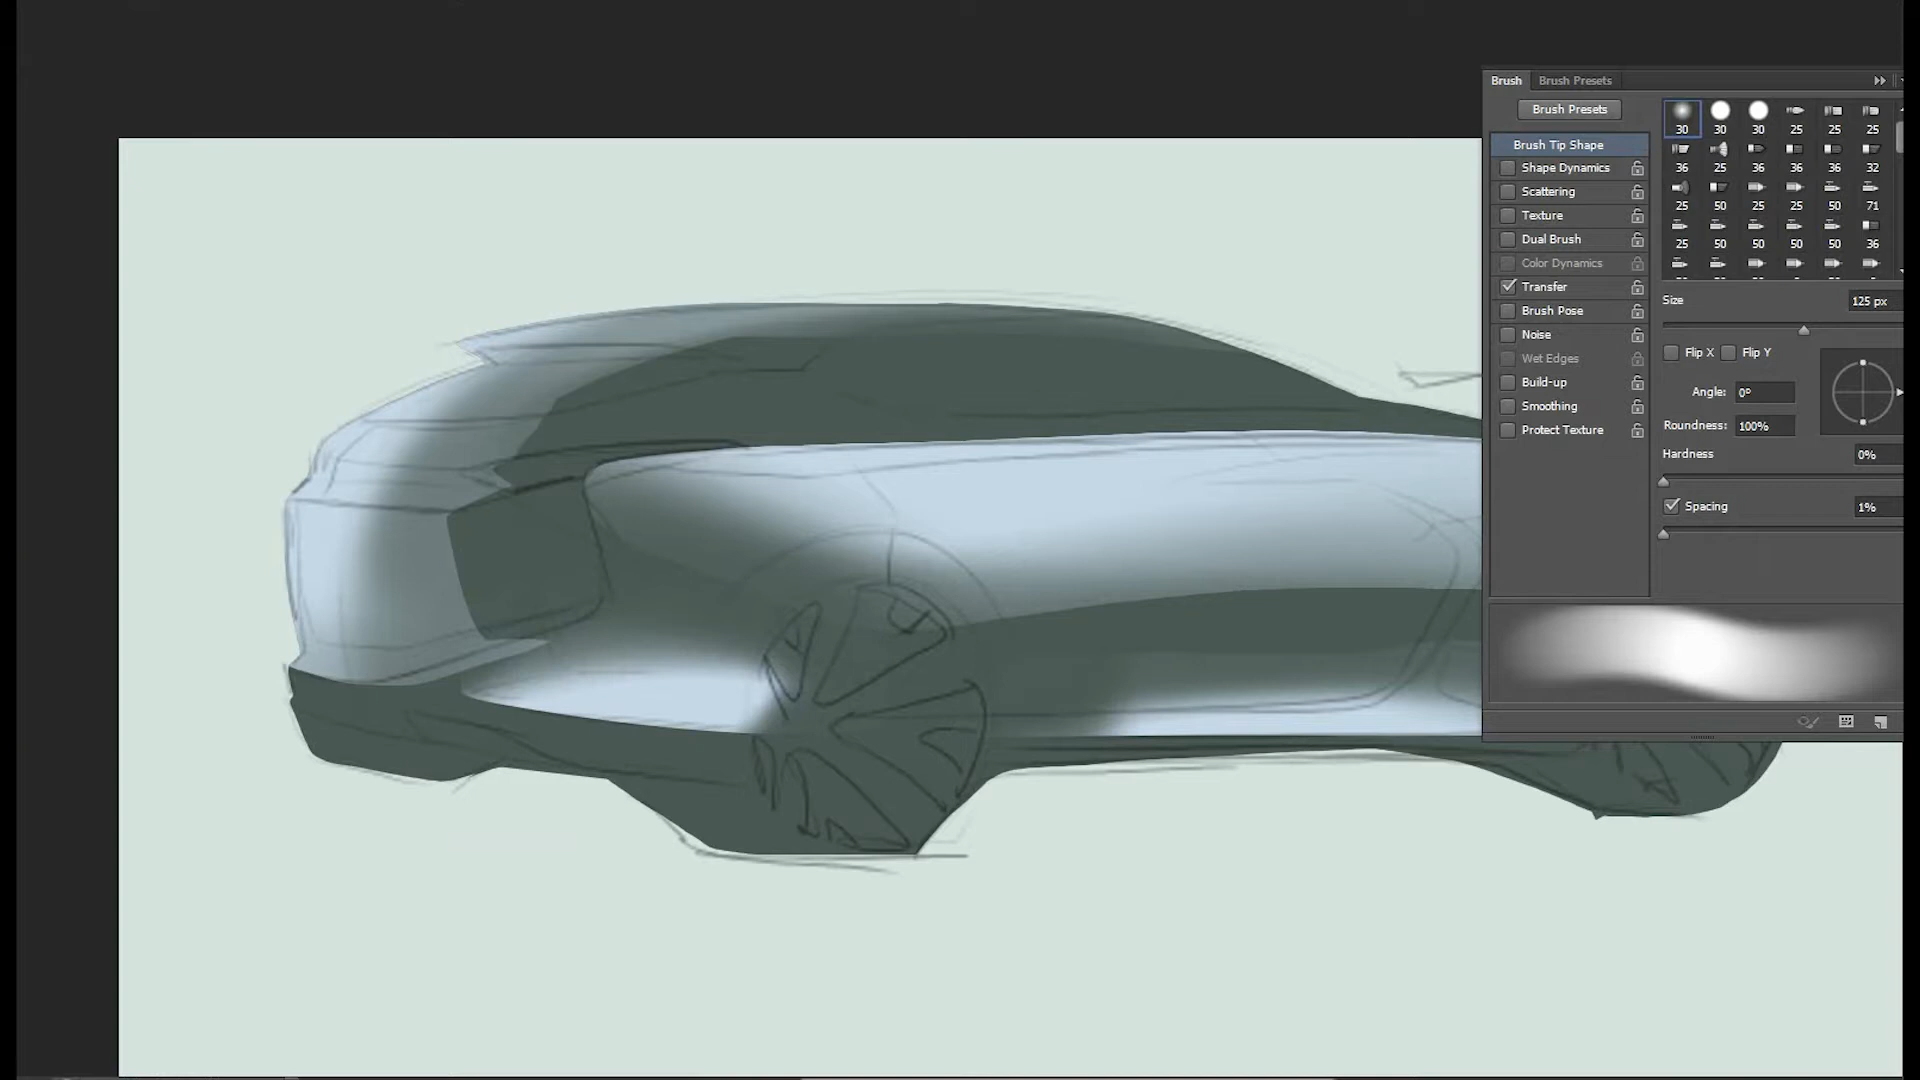 Brush Brush Presets
Brush Presets
30 30 30 25 25 25
36 25 36 36 36 32
25 50 25 25 50 71
25 50 50 50 50 36
Brush Tip Shape
Shape Dynamics
Scattering
Texture
Dual Brush
Color Dynamics
Transfer
Brush Pose
Noise
Wet Edges
Build-up
Smoothing
Protect Texture
Size 125 px
Flip X Flip Y
Angle: 0º
Roundness: 100%
Hardness 0%
Spacing 1%